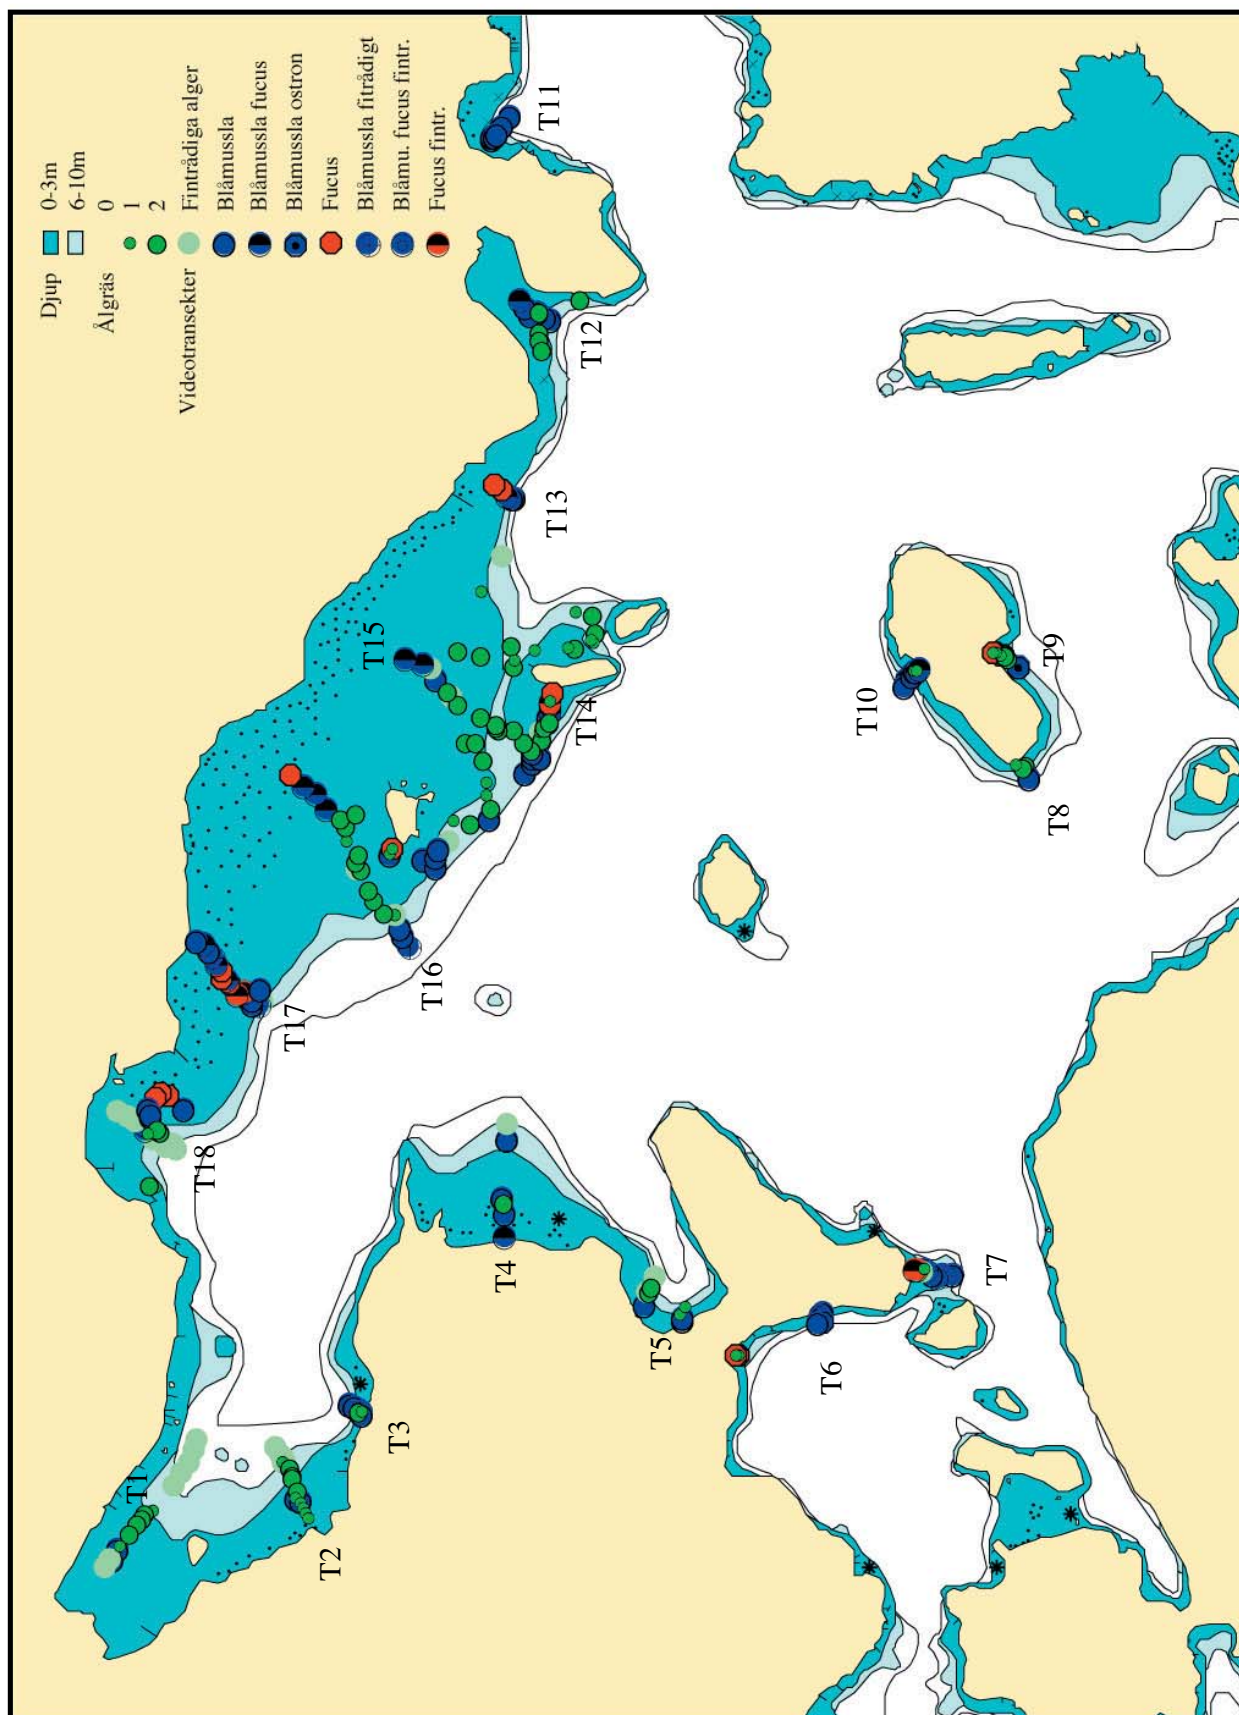 Djup
0-3m
6-10m
Ålgräs
0
1
2
Videotransekter
Fintrådiga alger
Blåmussla
Blåmussla fucus
Blåmussla ostron
Fucus
Blåmussla fitrådigt
Blåmu. fucus fintr.
Fucus fintr.
T1
T2
T3
T4
T5
T6
T7
T8
T9
T10
T11
T12
T13
T14
T15
T16
T17
T18